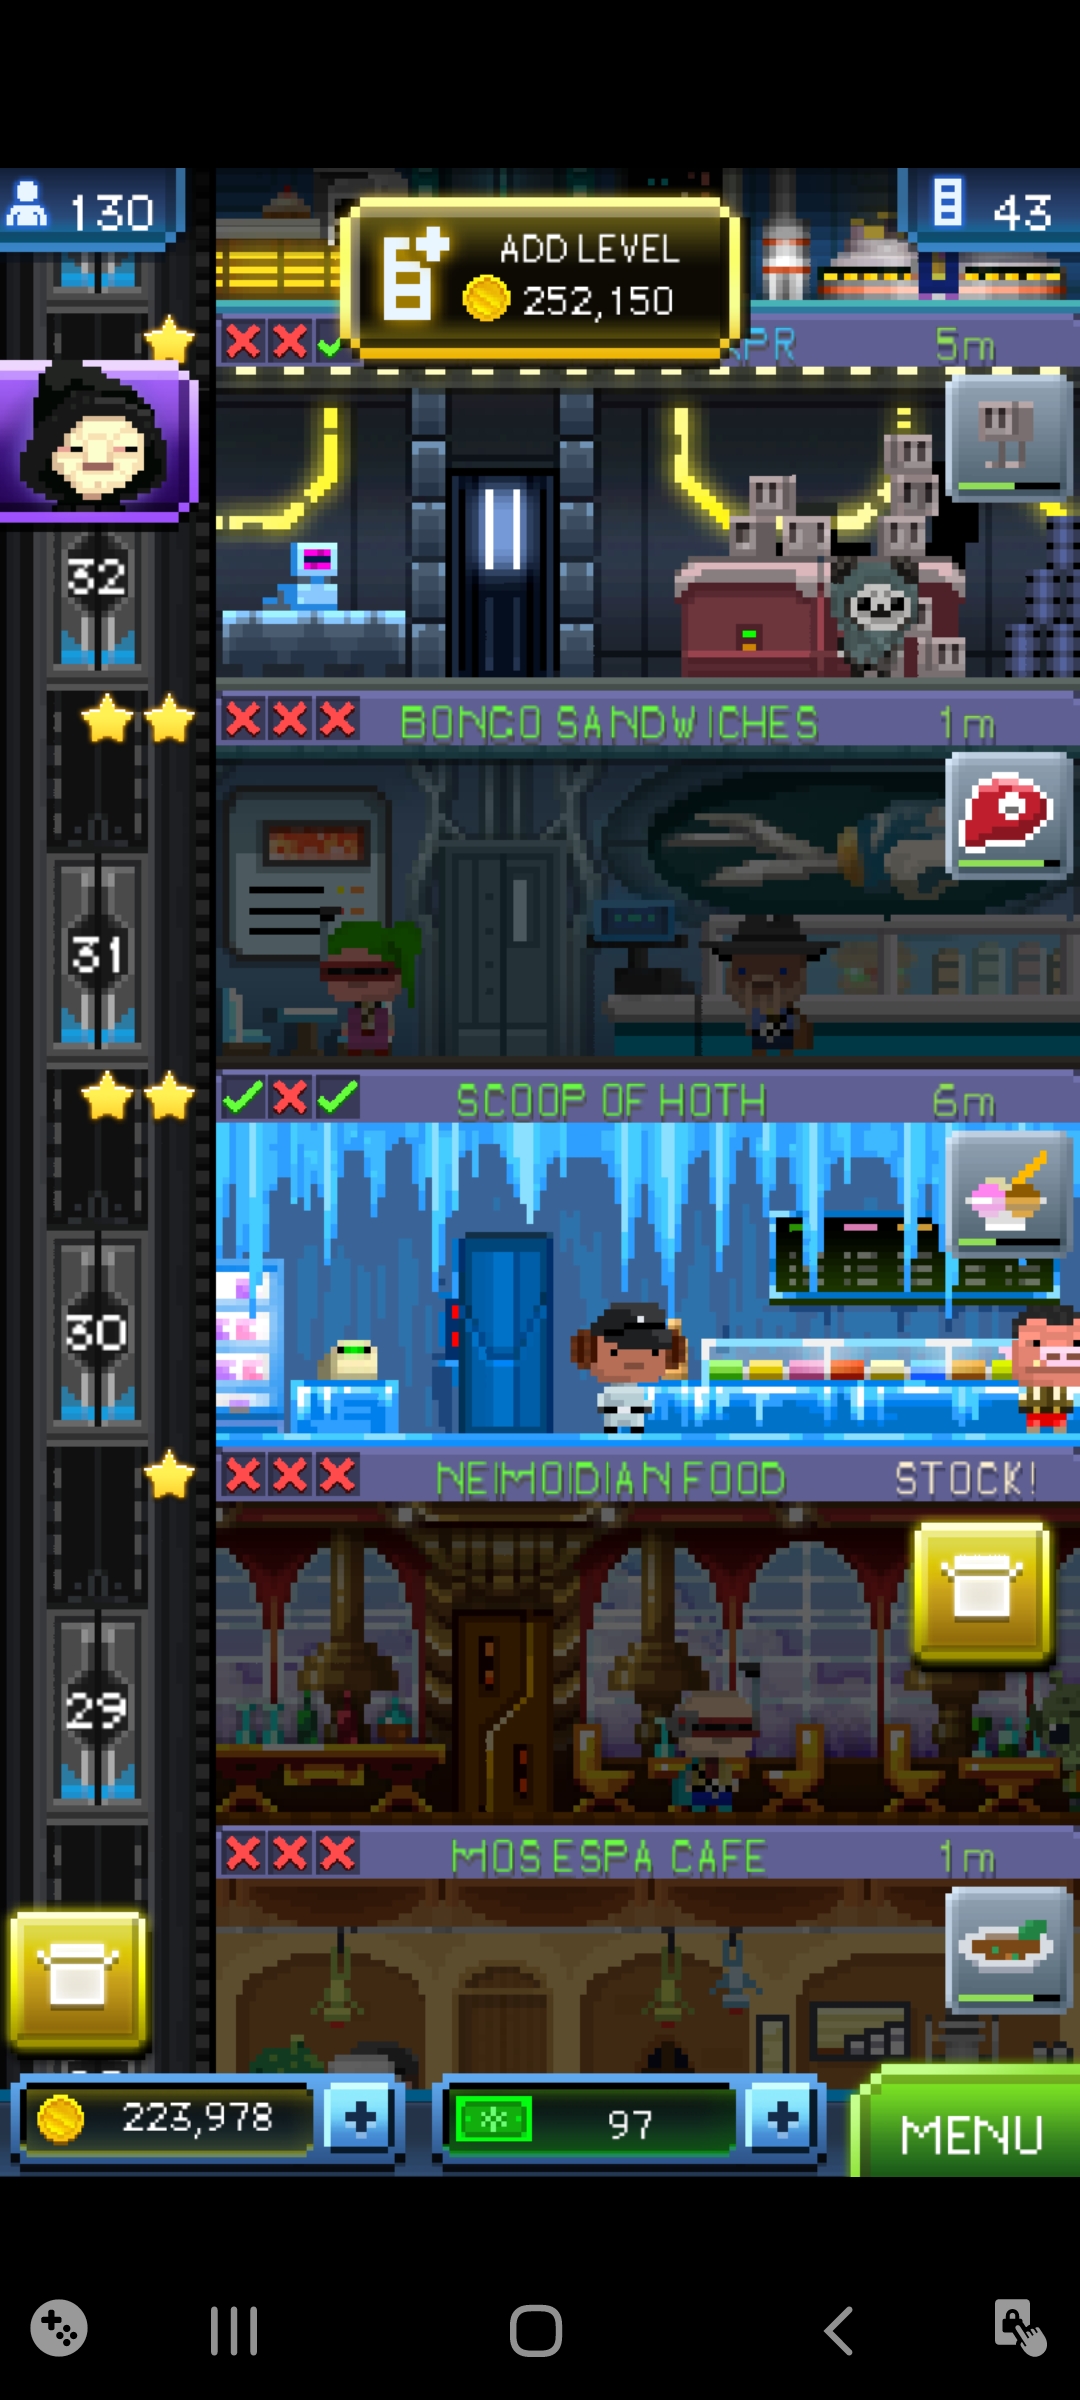 130
ADD LEVEL
252,150
43
PR
5m
32
BONGO SANDWICHES
1m
31
SCOOP OF HOTH
6m
30
NEIMOIDIAN FOOD
STOCK!
29
MOS ESPA CAFE
1m
223,978
97
MENU